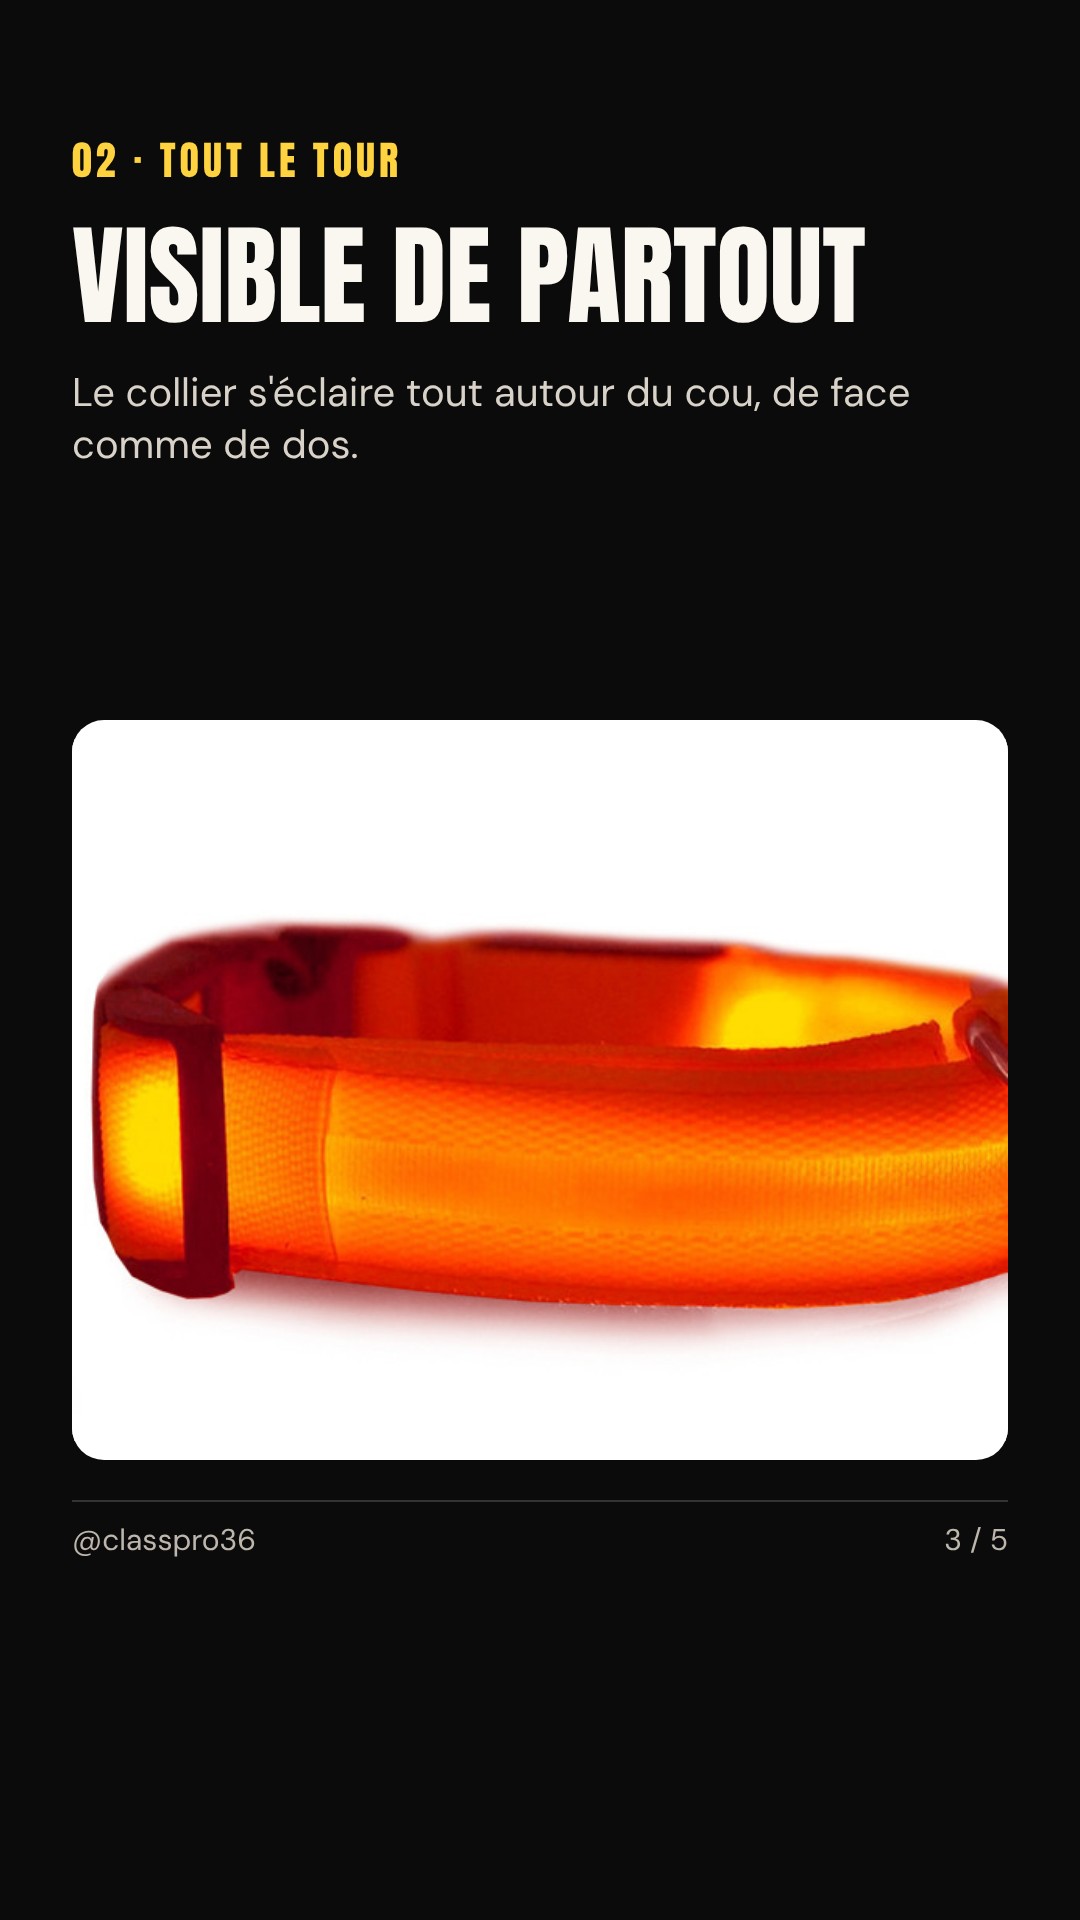 02 · TOUT LE TOUR
VISIBLE DE PARTOUT
Le collier s'éclaire tout autour du cou, de face
comme de dos.
@classpro36
3 / 5